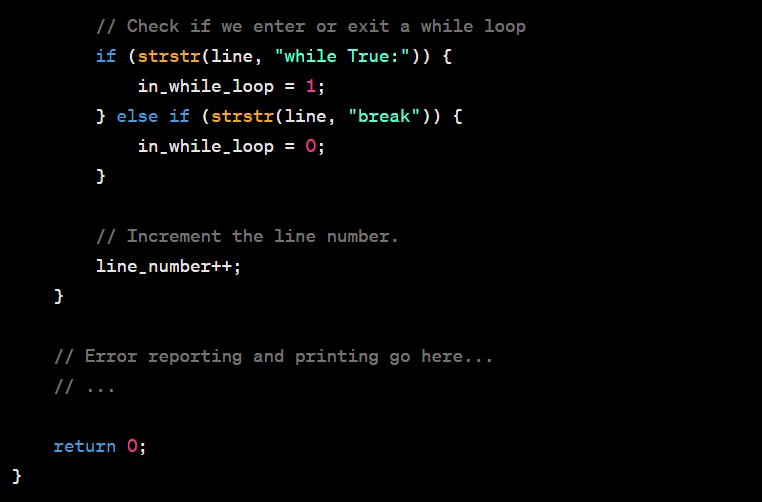 // Check if we enter or exit a while loop
        if (strstr(line, "while True:")) {
            in_while_loop = 1;
        } else if (strstr(line, "break")) {
            in_while_loop = 0;
        }

        // Increment the line number.
        line_number++;
    }

    // Error reporting and printing go here...
    // ...

    return 0;
}